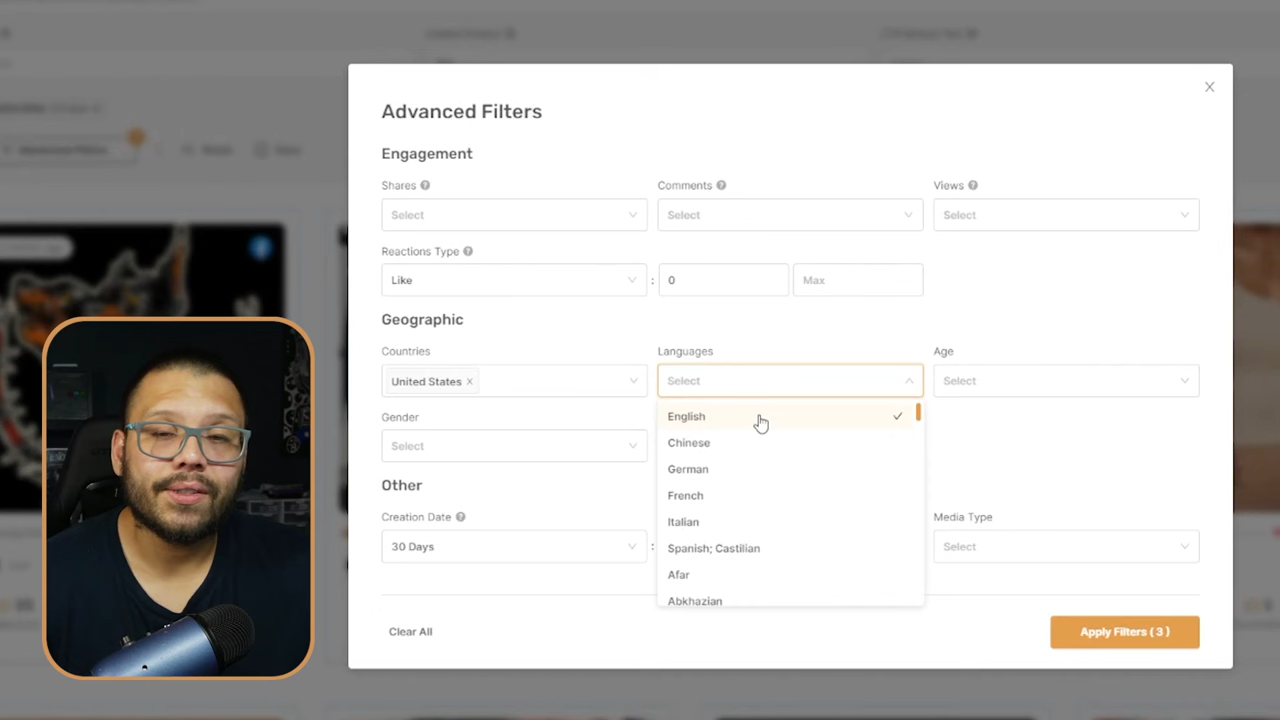 Advanced Filters
Engagement
Shares Comments Views
Select Select Select
Reactions Type
Like : 0 Max
Geographic
Countries Languages Age
United States Select Select
Gender
Select
English
Chinese
German
French
Italian
Spanish; Castilian
Afar
Abkhazian
Other
Creation Date Media Type
30 Days : Select
Clear All Apply Filters ( 3 )